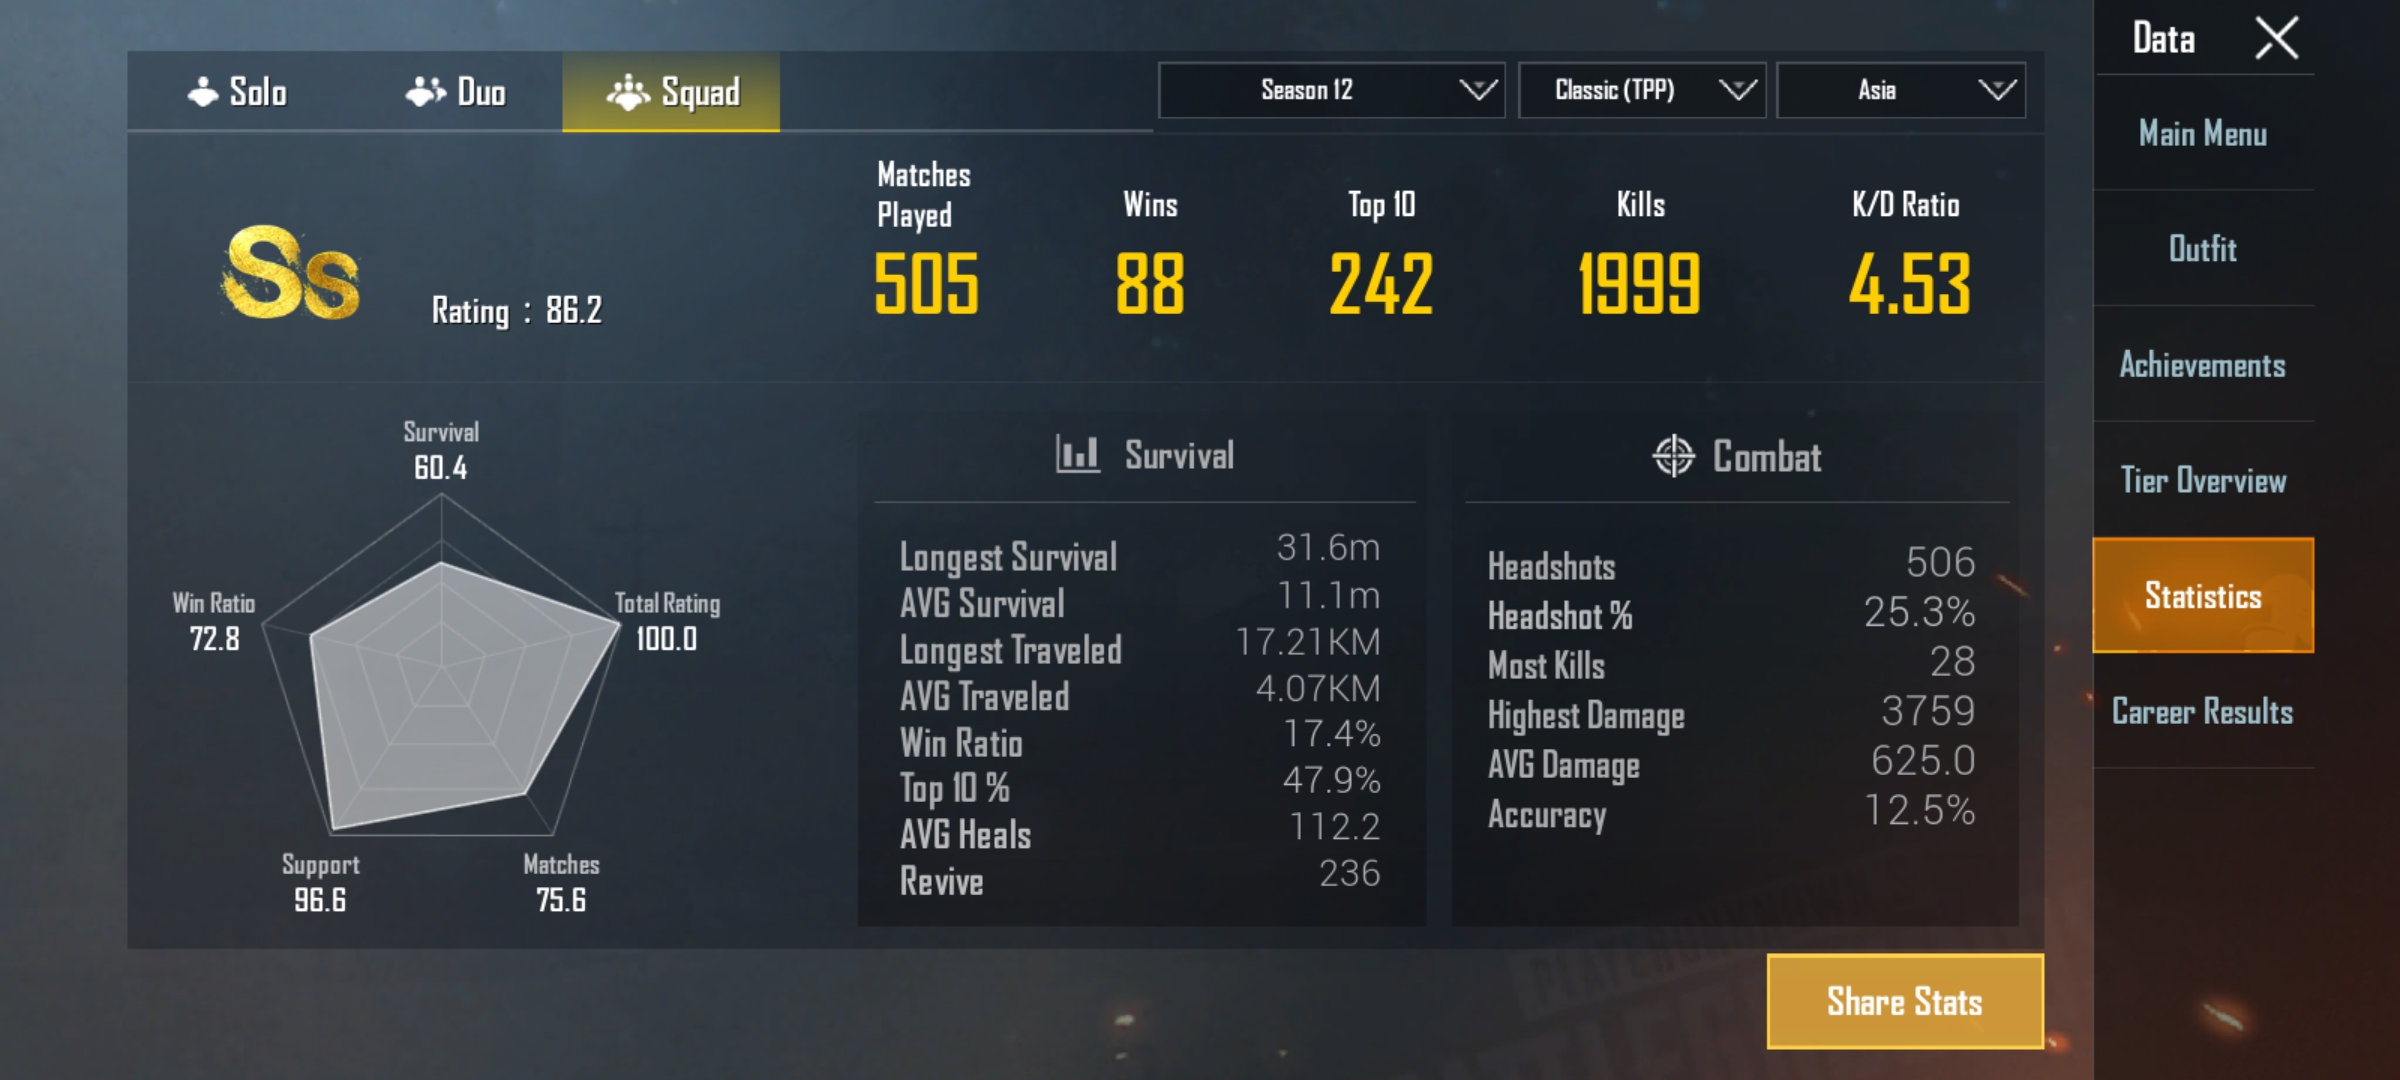 Solo
Duo
Squad
Season 12
Classic (TPP)
Asia
Data
Main Menu
Outfit
Achievements
Tier Overview
Statistics
Career Results
Ss
Rating : 86.2
Matches
Played
505
Wins
88
Top 10
242
Kills
1999
K/D Ratio
4.53
Survival
60.4
Win Ratio
72.8
Total Rating
100.0
Support
96.6
Matches
75.6
Survival
Longest Survival 31.6m
AVG Survival 11.1m
Longest Traveled 17.21KM
AVG Traveled 4.07KM
Win Ratio 17.4%
Top 10 % 47.9%
AVG Heals 112.2
Revive 236
Combat
Headshots 506
Headshot % 25.3%
Most Kills 28
Highest Damage 3759
AVG Damage 625.0
Accuracy 12.5%
PLAYERUNKNOWN'S
Share Stats